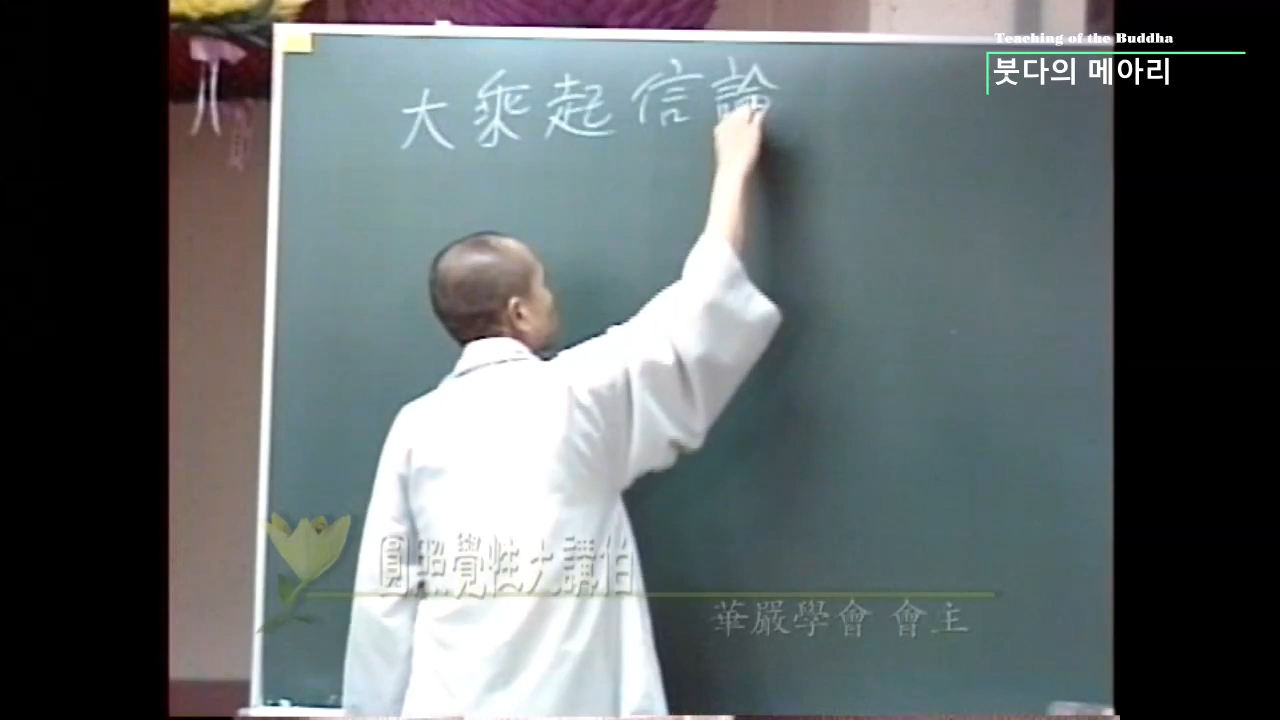 Teaching of the Buddha
붓다의 메아리
大乘起信論
圓照覺性大講伯
華嚴學會 會主